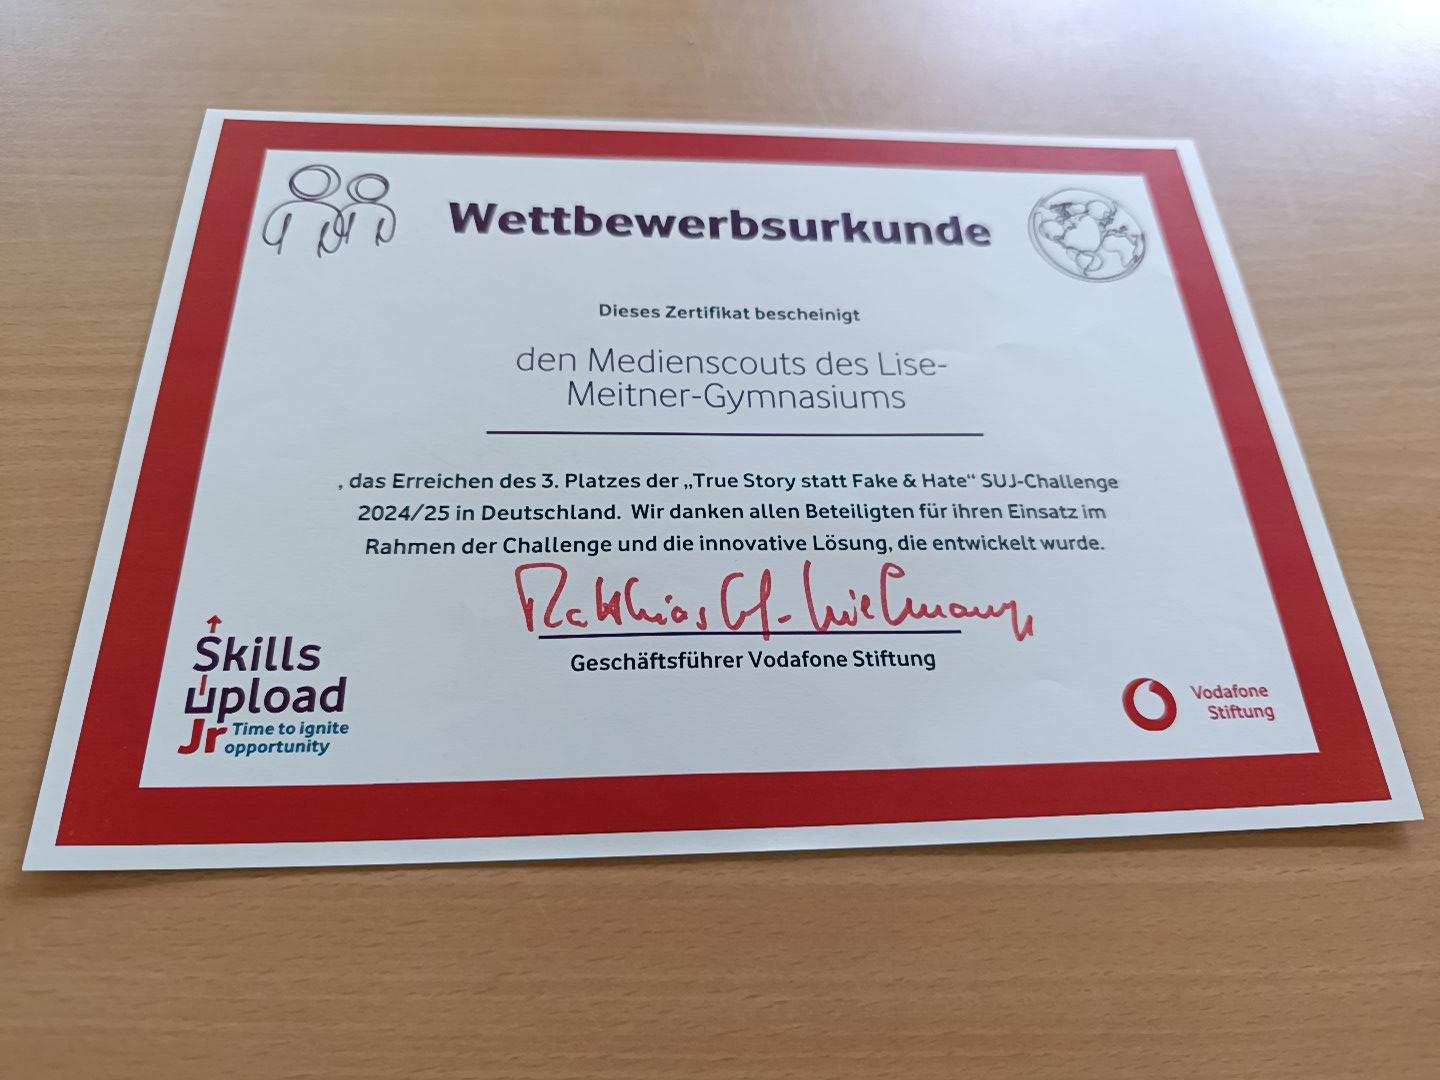 Wettbewerbsurkunde
Dieses Zertifikat bescheinigt
den Medienscouts des Lise-
Meitner-Gymnasiums
, das Erreichen des 3. Platzes der „True Story statt Fake & Hate“ SUJ-Challenge
2024/25 in Deutschland. Wir danken allen Beteiligten für ihren Einsatz im
Rahmen der Challenge und die innovative Lösung, die entwickelt wurde.
Matthias
Geschäftsführer Vodafone Stiftung
Skills
upload
Jr Time to ignite
opportunity
Vodafone
Stiftung